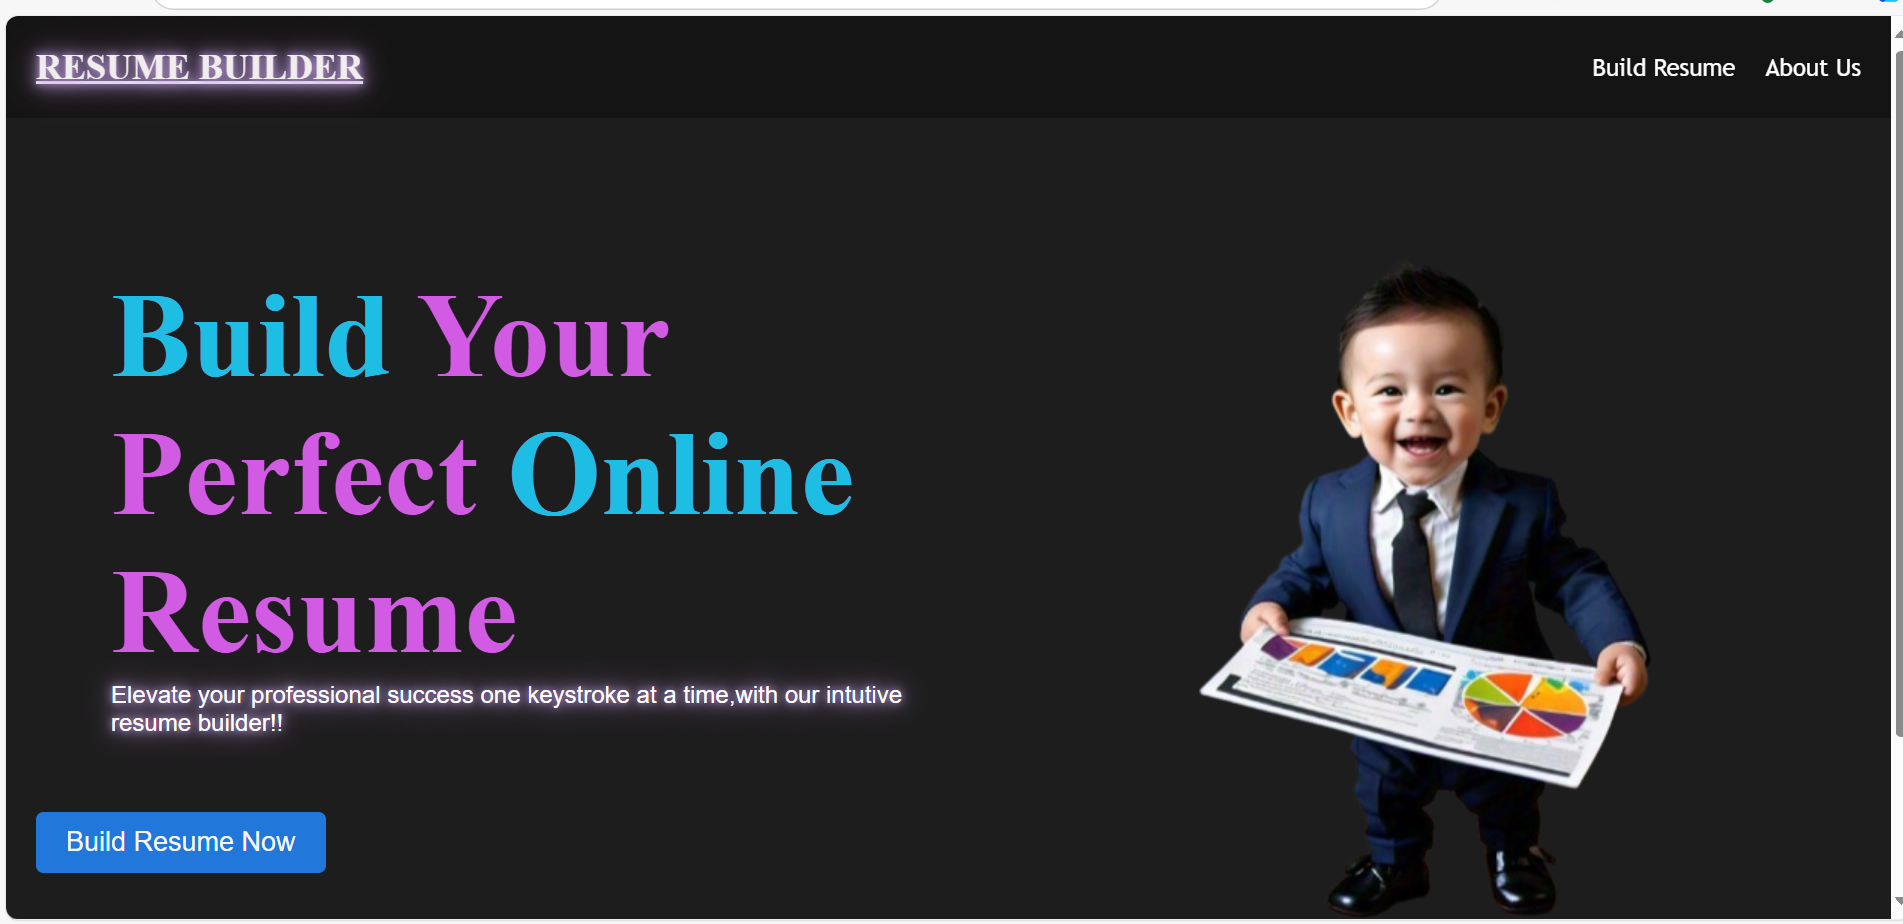 RESUME BUILDER
Build Resume
About Us
Build Your
Perfect Online
Resume
Elevate your professional success one keystroke at a time,with our intutive
resume builder!!
Build Resume Now